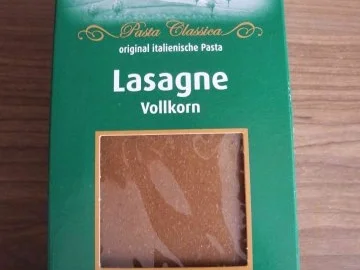 Pasta Classica
original italienische Pasta
Lasagne
Vollkorn